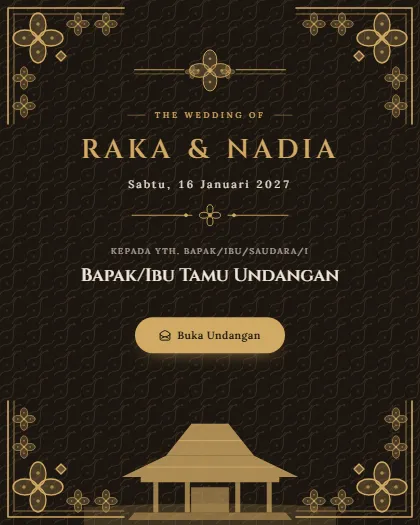 THE WEDDING OF
RAKA & NADIA
Sabtu, 16 Januari 2027
KEPADA YTH. BAPAK/IBU/SAUDARA/I
Bapak/Ibu Tamu Undangan
Buka Undangan